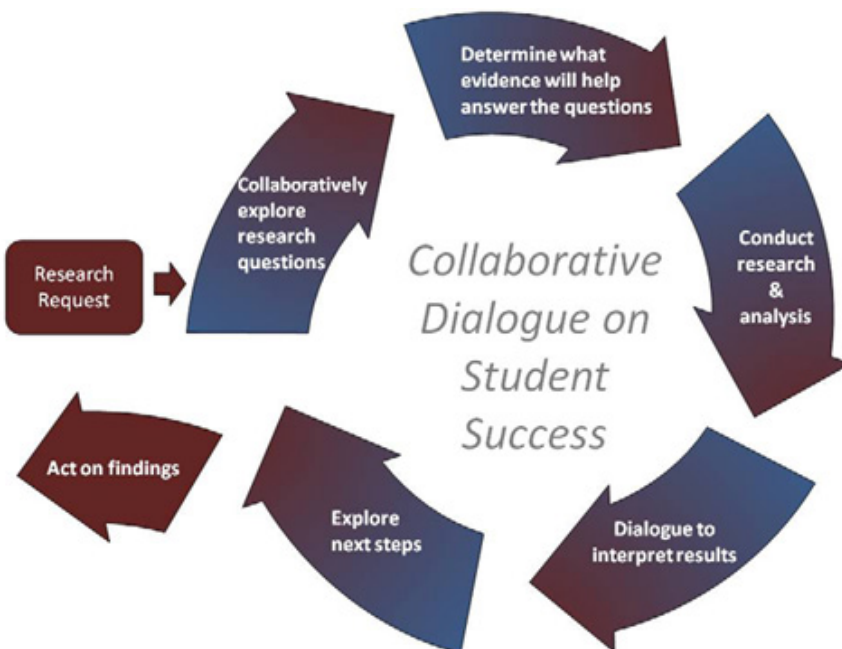 Research
Request
Collaboratively
explore
research
questions
Determine what
evidence will help
answer the questions
Conduct
research
&
analysis
Dialogue to
interpret results
Explore
next steps
Act on findings
Collaborative
Dialogue on
Student
Success